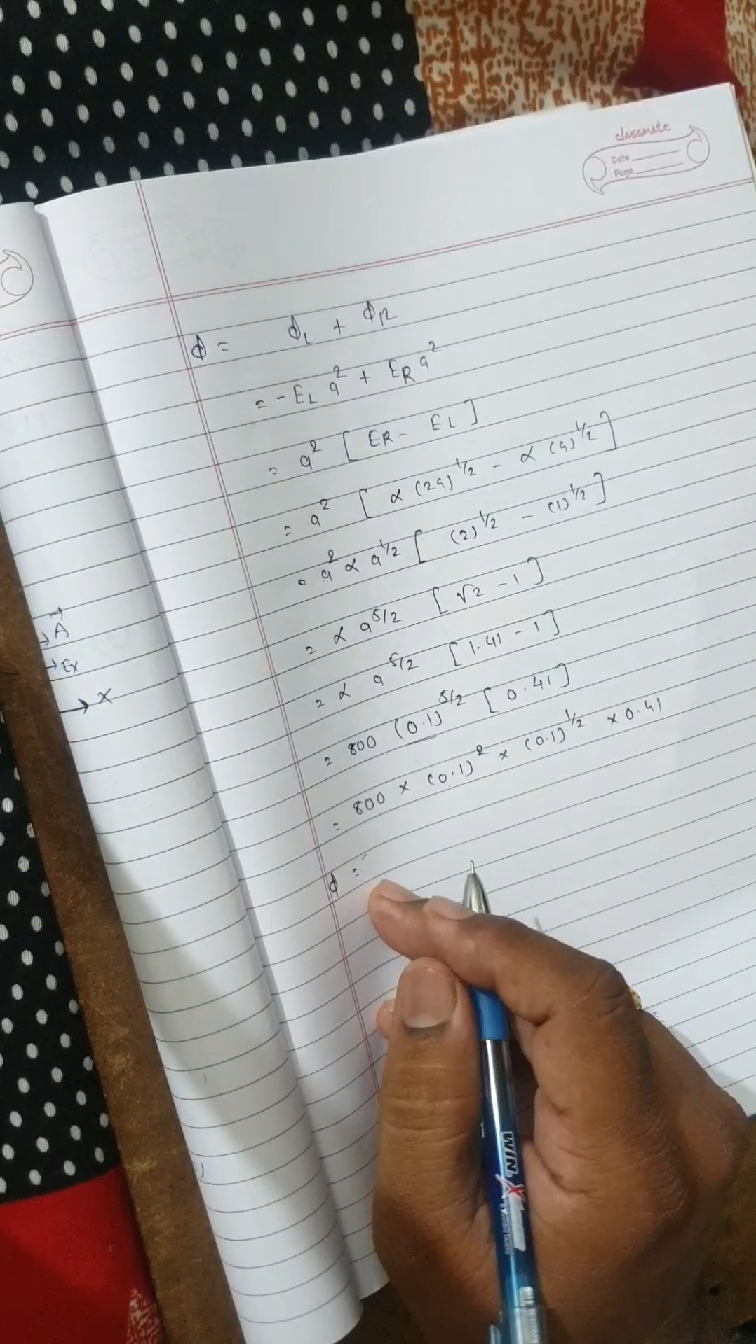 classmate
Date
Page
ϕ = ϕL + ϕR
= -EL a² + ER a²
= a² [ER - EL]
= a² [α (2a)^1/2 - α (a)^1/2]
= a² α a^1/2 [(2)^1/2 - (1)^1/2]
= α a^5/2 [√2 - 1]
= α a^5/2 [1.41 - 1]
= 800 (0.1)^5/2 [0.41]
= 800 × (0.1)² × (0.1)^1/2 × 0.41
ϕ =
→ A⃗
→ Ex
→ X
WIN X